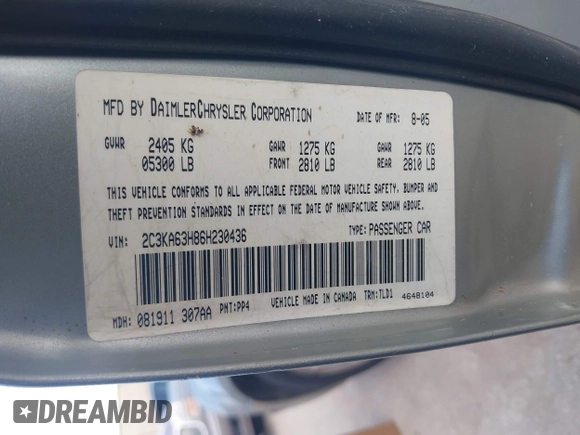 MFD BY DAIMLERCHRYSLER CORPORATION DATE OF MFR: 8-05
GVWR 2405 KG GAWR 1275 KG GAWR 1275 KG
05300 LB FRONT 2810 LB REAR 2810 LB
THIS VEHICLE CONFORMS TO ALL APPLICABLE FEDERAL MOTOR VEHICLE SAFETY, BUMPER AND
THEFT PREVENTION STANDARDS IN EFFECT ON THE DATE OF MANUFACTURE SHOWN ABOVE.
VIN: 2C3KA63H86H230436 TYPE: PASSENGER CAR
MDH: 081911 307AA PNT: PP4 VEHICLE MADE IN CANADA TRM: TLD1 4648104
DREAMBID